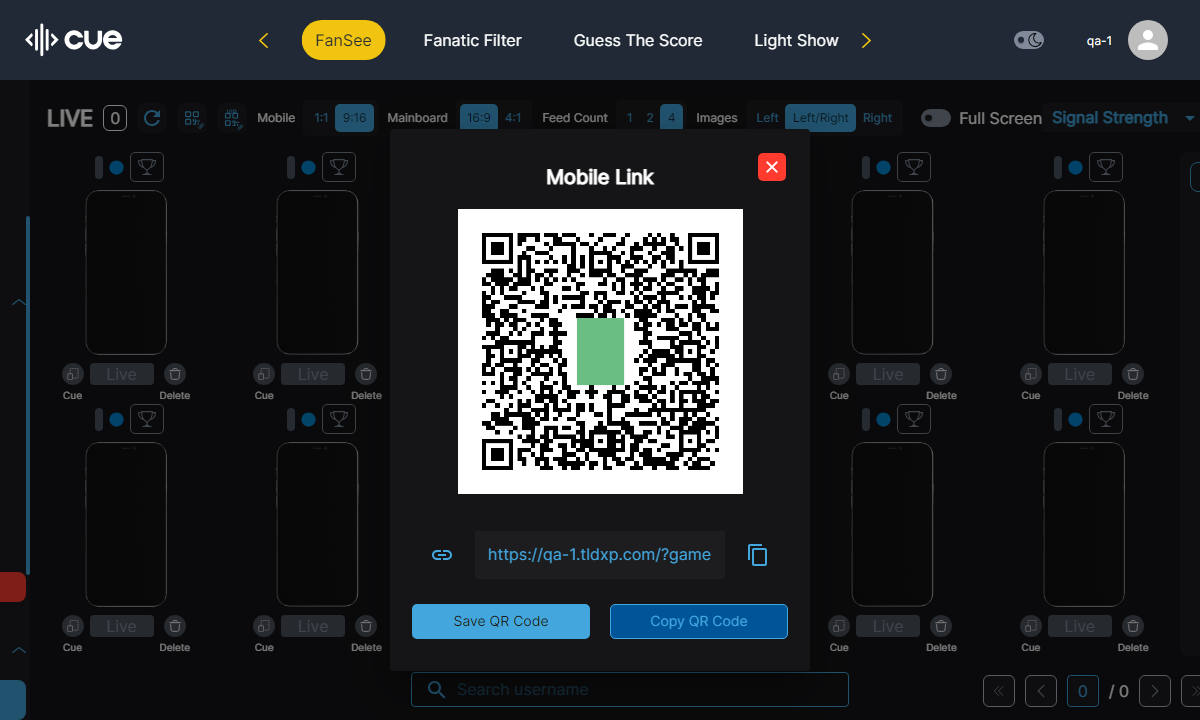 cue
FanSee
Fanatic Filter
Guess The Score
Light Show
qa-1
LIVE 0
Mobile 1:1 9:16
Mainboard 16:9 4:1
Feed Count 1 2 4
Images Left Left/Right Right
Full Screen
Signal Strength
Mobile Link
Live Live Live Live
Cue Delete Cue Delete Cue Delete Cue Delete
https://qa-1.tldxp.com/?game
Save QR Code
Copy QR Code
Live Live Live Live
Cue Delete Cue Delete Cue Delete Cue Delete
Search username
0 / 0